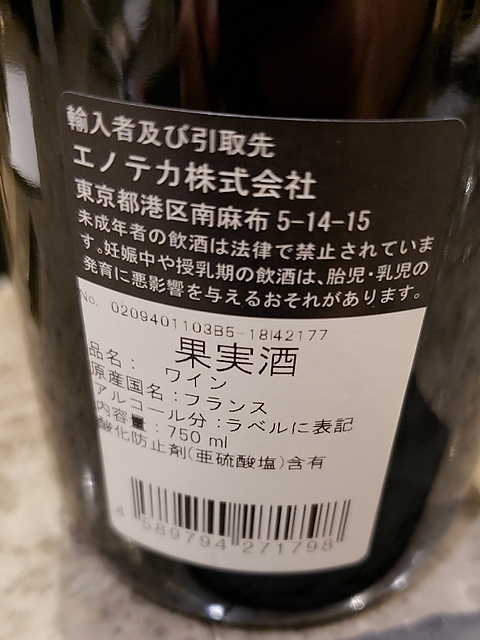 輸入者及び引取先
エノテカ株式会社
東京都港区南麻布 5-14-15
未成年者の飲酒は法律で禁止されていま
す。妊娠中や授乳期の飲酒は、胎児・乳児の
発育に悪影響を与えるおそれがあります。
No. 0209401103B5-18I42177
果実酒
品名： ワイン
原産国名：フランス
アルコール分：ラベルに表記
内容量：750 ml
酸化防止剤(亜硫酸塩)含有
4 589794 271798